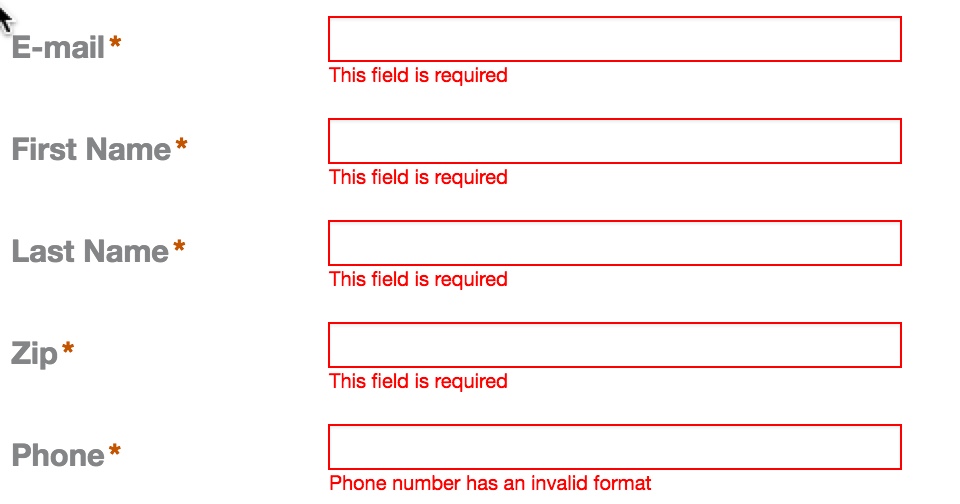 E-mail*
This field is required
First Name*
This field is required
Last Name*
This field is required
Zip*
This field is required
Phone*
Phone number has an invalid format